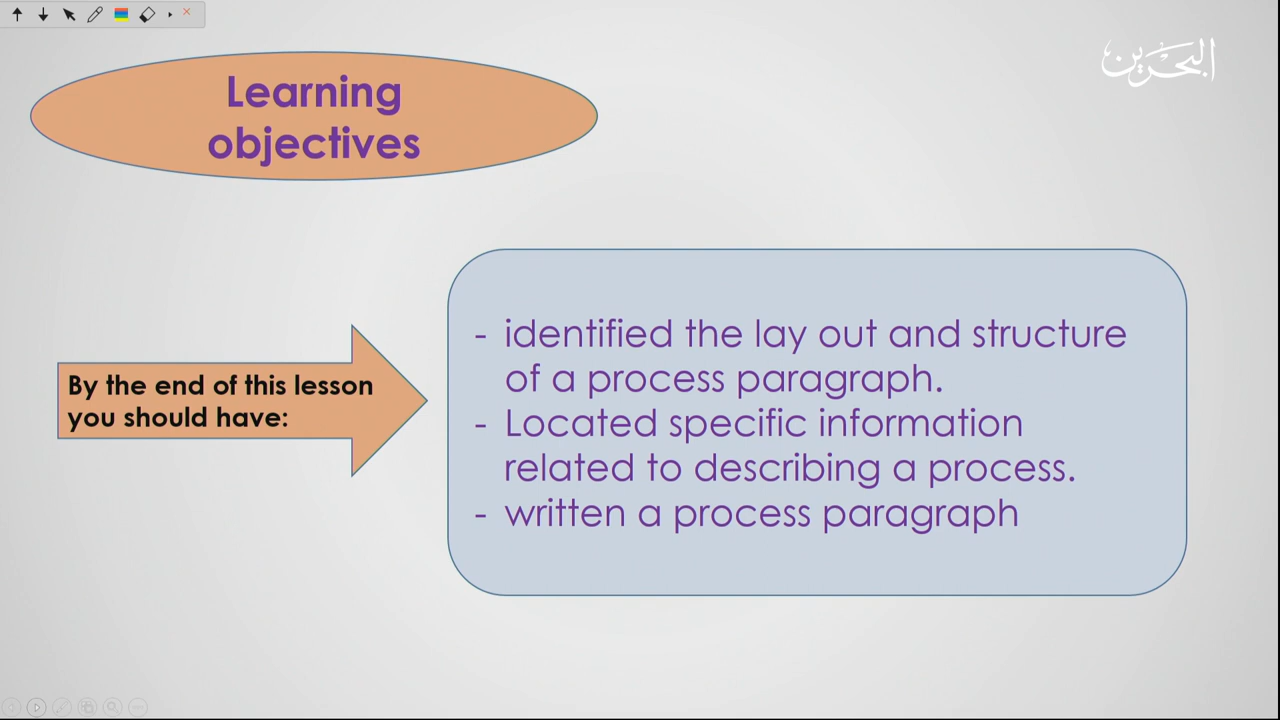 البحرين
Learning
objectives
By the end of this lesson
you should have:
- identified the lay out and structure
of a process paragraph.
- Located specific information
related to describing a process.
- written a process paragraph